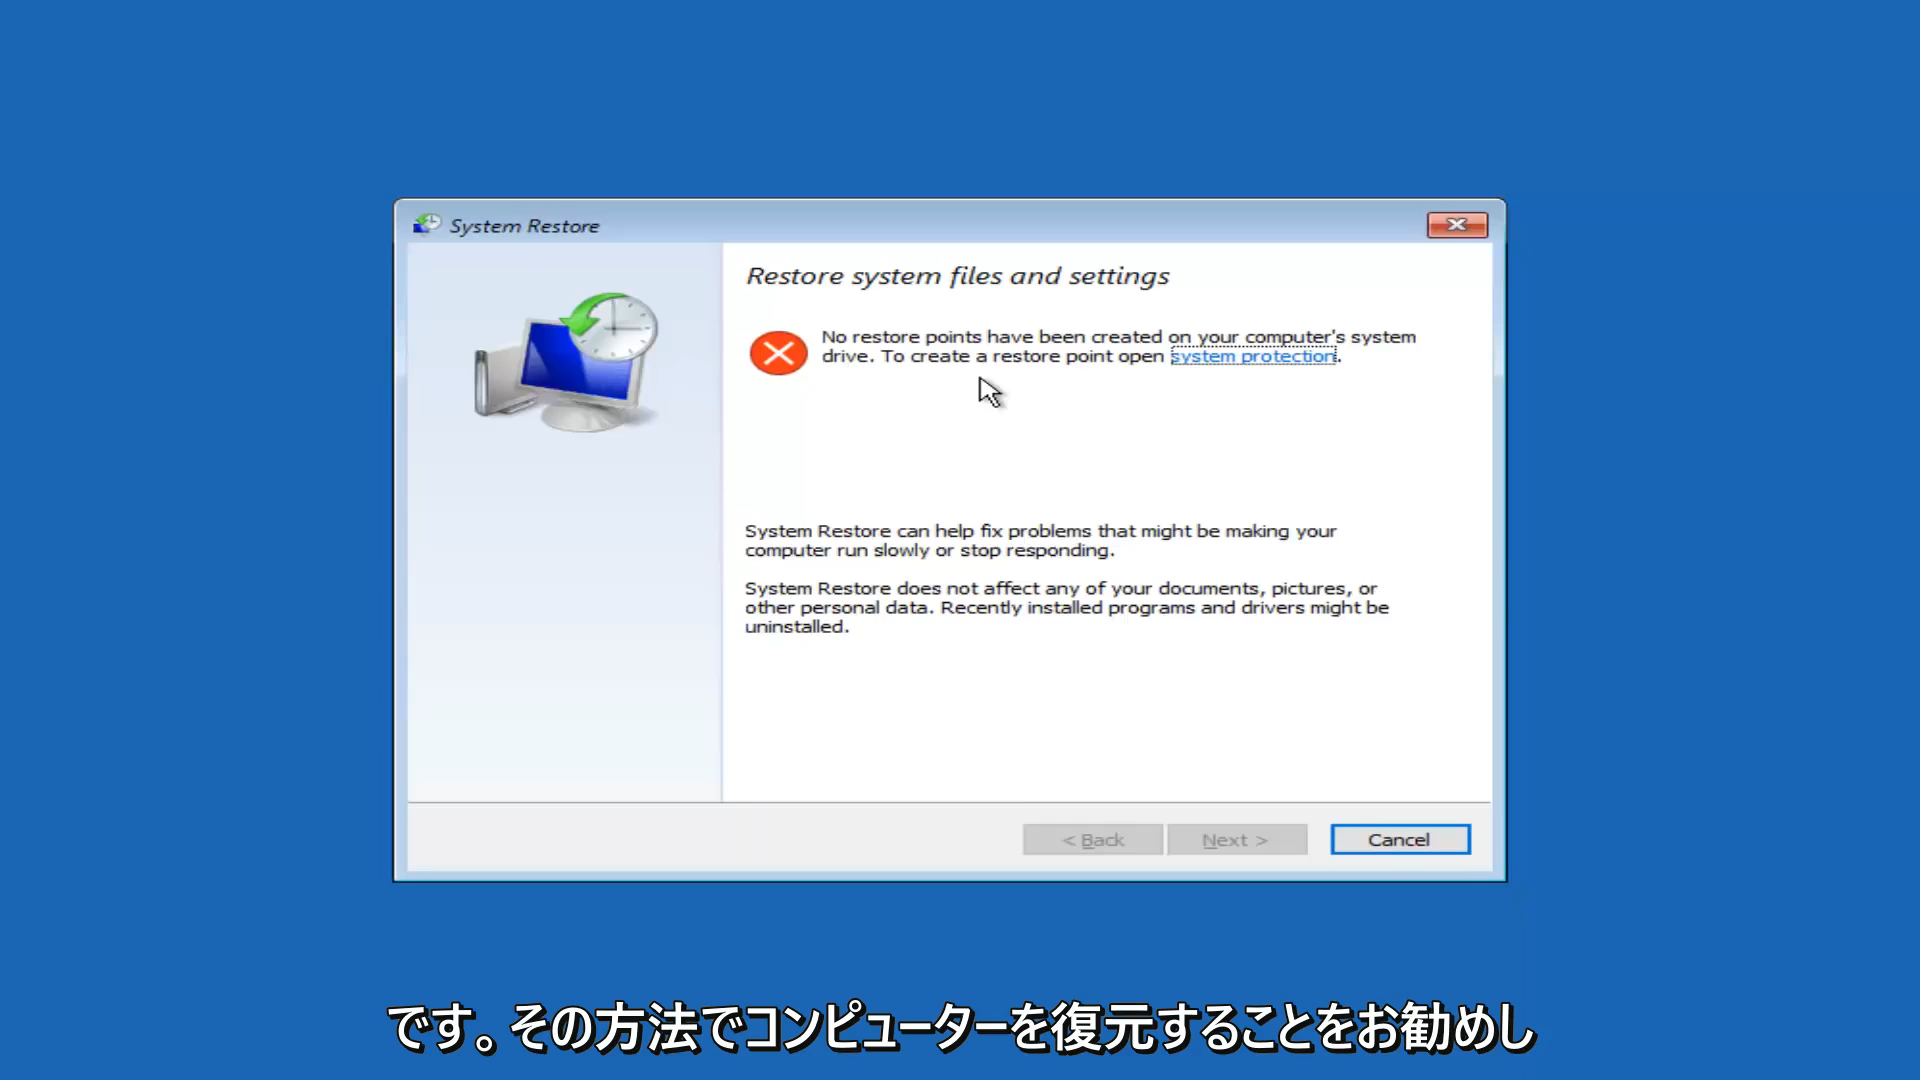 System Restore
Restore system files and settings
No restore points have been created on your computer's system
drive. To create a restore point open system protection.
System Restore can help fix problems that might be making your
computer run slowly or stop responding.
System Restore does not affect any of your documents, pictures, or
other personal data. Recently installed programs and drivers might be
uninstalled.
< Back
Next >
Cancel
です。その方法でコンピューターを復元することをお勧めし